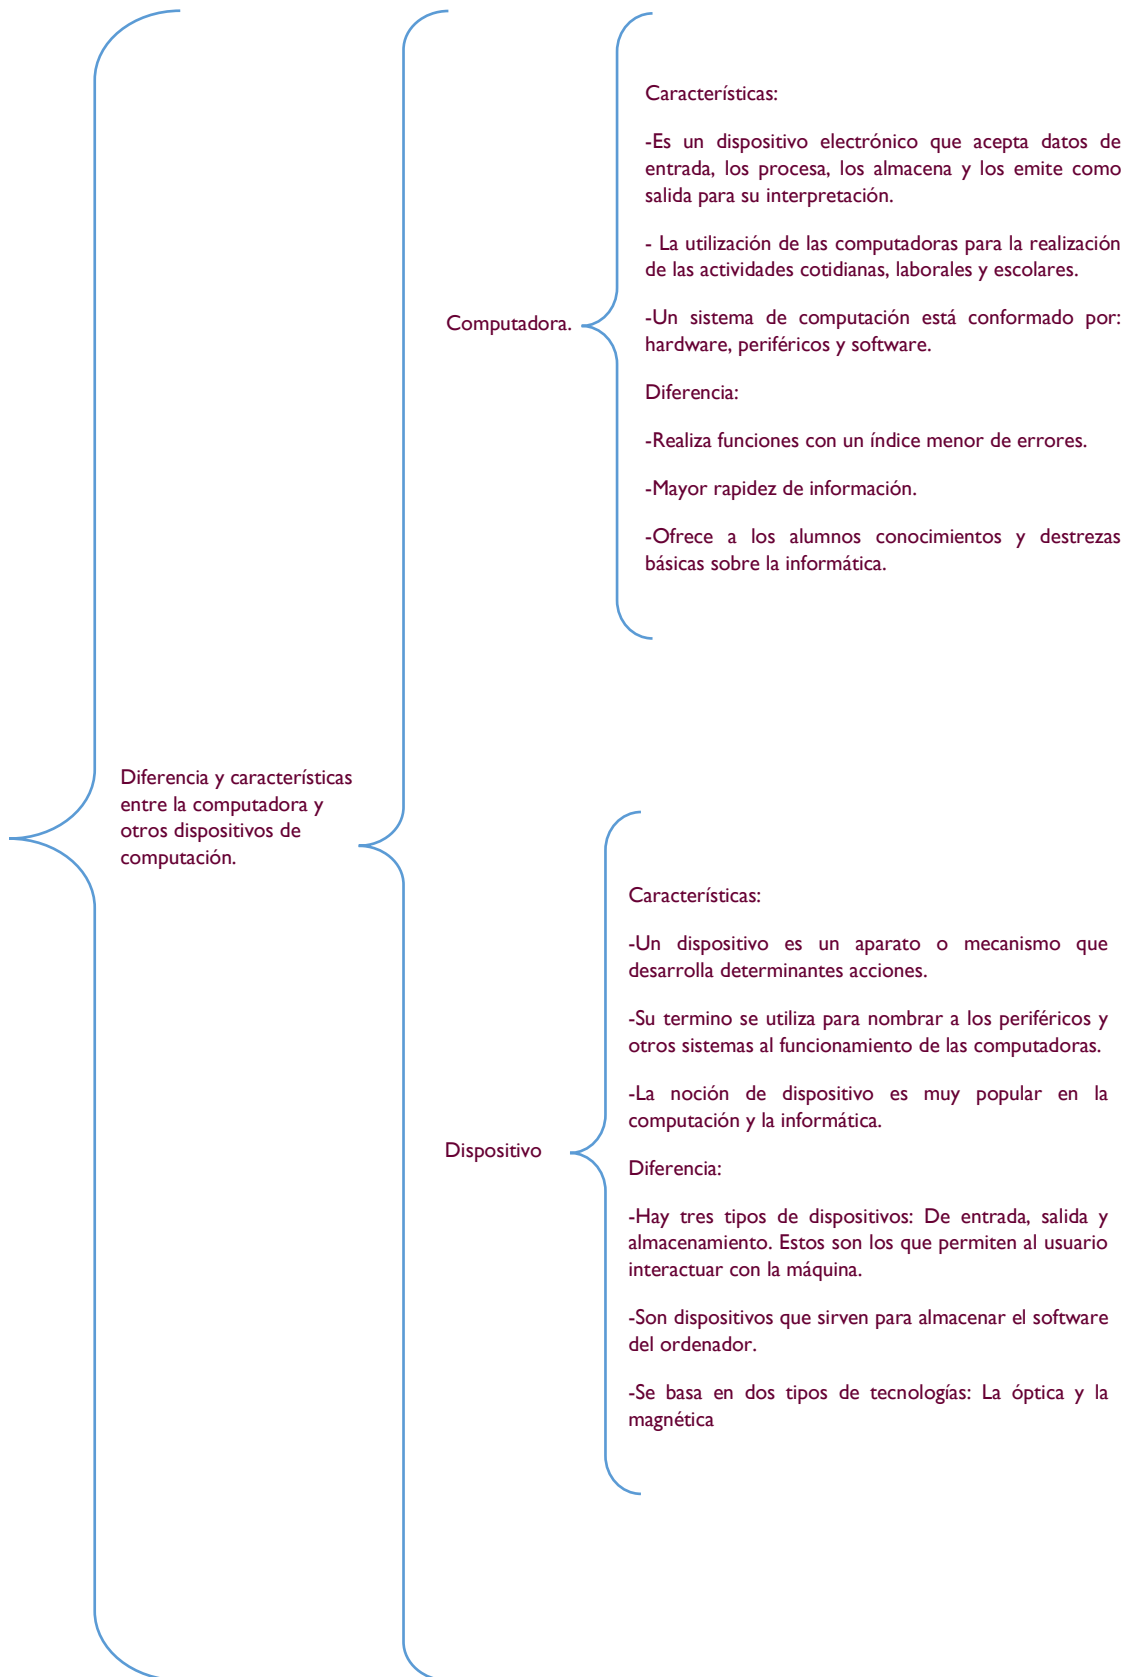 Diferencia y características
entre la computadora y
otros dispositivos de
computación.
Computadora.
Características:
-Es un dispositivo electrónico que acepta datos de
entrada, los procesa, los almacena y los emite como
salida para su interpretación.
- La utilización de las computadoras para la realización
de las actividades cotidianas, laborales y escolares.
-Un sistema de computación está conformado por:
hardware, periféricos y software.
Diferencia:
-Realiza funciones con un índice menor de errores.
-Mayor rapidez de información.
-Ofrece a los alumnos conocimientos y destrezas
básicas sobre la informática.
Dispositivo
Características:
-Un dispositivo es un aparato o mecanismo que
desarrolla determinantes acciones.
-Su termino se utiliza para nombrar a los periféricos y
otros sistemas al funcionamiento de las computadoras.
-La noción de dispositivo es muy popular en la
computación y la informática.
Diferencia:
-Hay tres tipos de dispositivos: De entrada, salida y
almacenamiento. Estos son los que permiten al usuario
interactuar con la máquina.
-Son dispositivos que sirven para almacenar el software
del ordenador.
-Se basa en dos tipos de tecnologías: La óptica y la
magnética